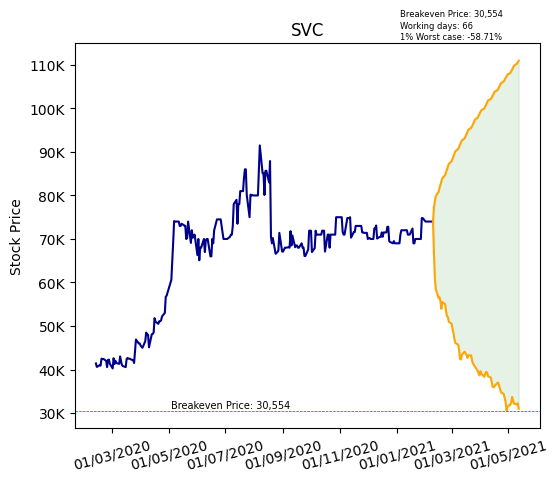 Breakeven Price: 30,554
Working days: 66
1% Worst case: -58.71%
SVC
110K
100K
90K
80K
70K
60K
50K
40K
30K
Stock Price
Breakeven Price: 30,554
01/03/2020
01/05/2020
01/07/2020
01/09/2020
01/11/2020
01/01/2021
01/03/2021
01/05/2021